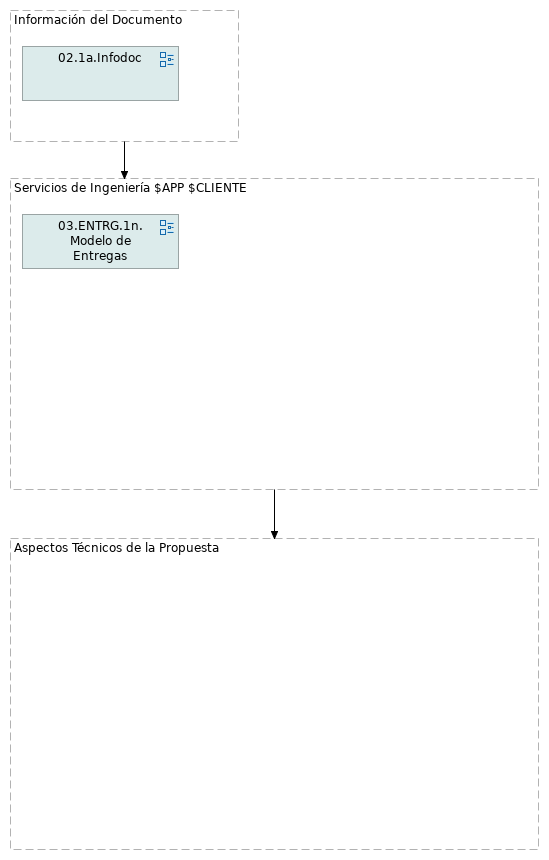 Información del Documento
02.1a.Infodoc
Servicios de Ingeniería $APP $CLIENTE
03.ENTRG.1n.
Modelo de
Entregas
Aspectos Técnicos de la Propuesta